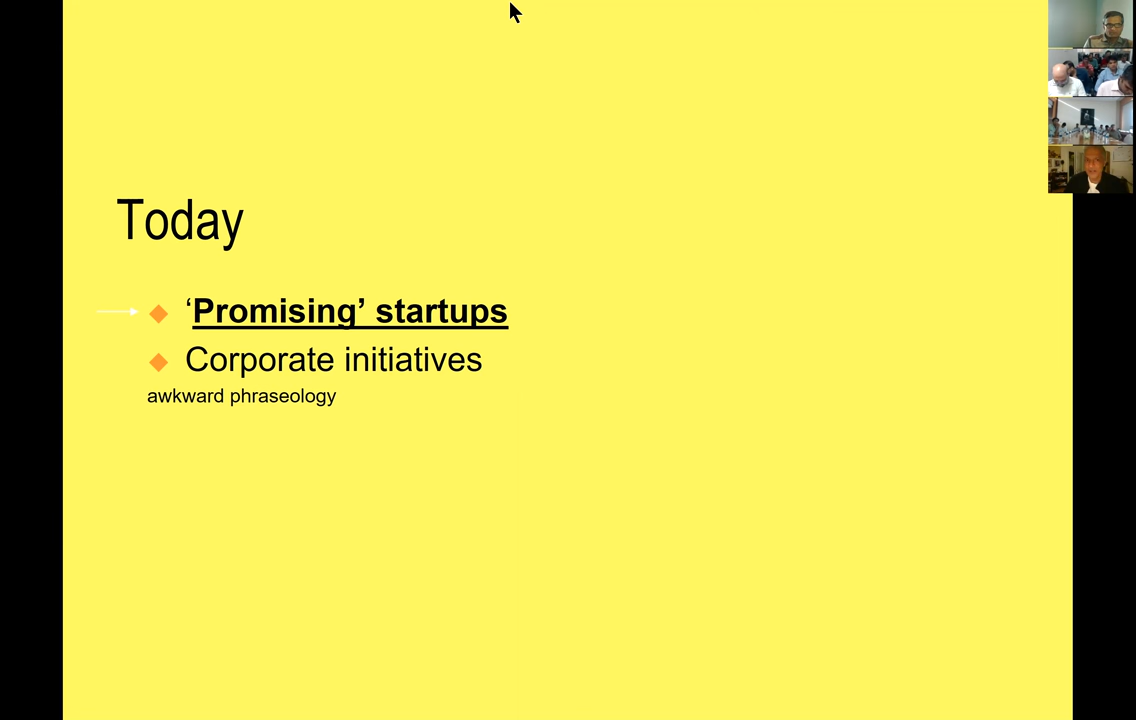 Today
‘Promising’ startups
Corporate initiatives
awkward phraseology